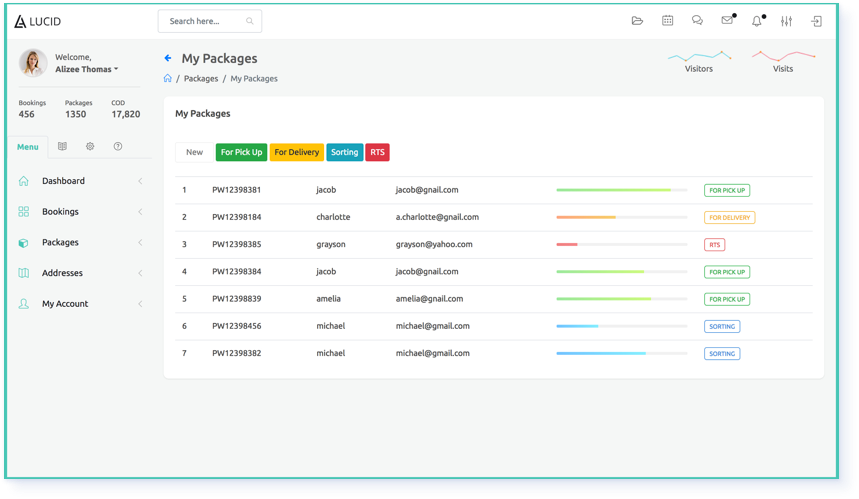 LUCID
Search here...
Welcome,
Alizee Thomas
Bookings Packages COD
456 1350 17,820
Menu
Dashboard
Bookings
Packages
Addresses
My Account
My Packages
/ Packages / My Packages
Visitors
Visits
My Packages
New For Pick Up For Delivery Sorting RTS
1 PW12398381 jacob jacob@gnail.com FOR PICK UP
2 PW12398184 charlotte a.charlotte@gnail.com FOR DELIVERY
3 PW12398385 grayson grayson@yahoo.com RTS
4 PW12398384 jacob jacob@gnail.com FOR PICK UP
5 PW12398839 amelia amelia@gnail.com FOR PICK UP
6 PW12398456 michael michael@gmail.com SORTING
7 PW12398382 michael michael@gmail.com SORTING